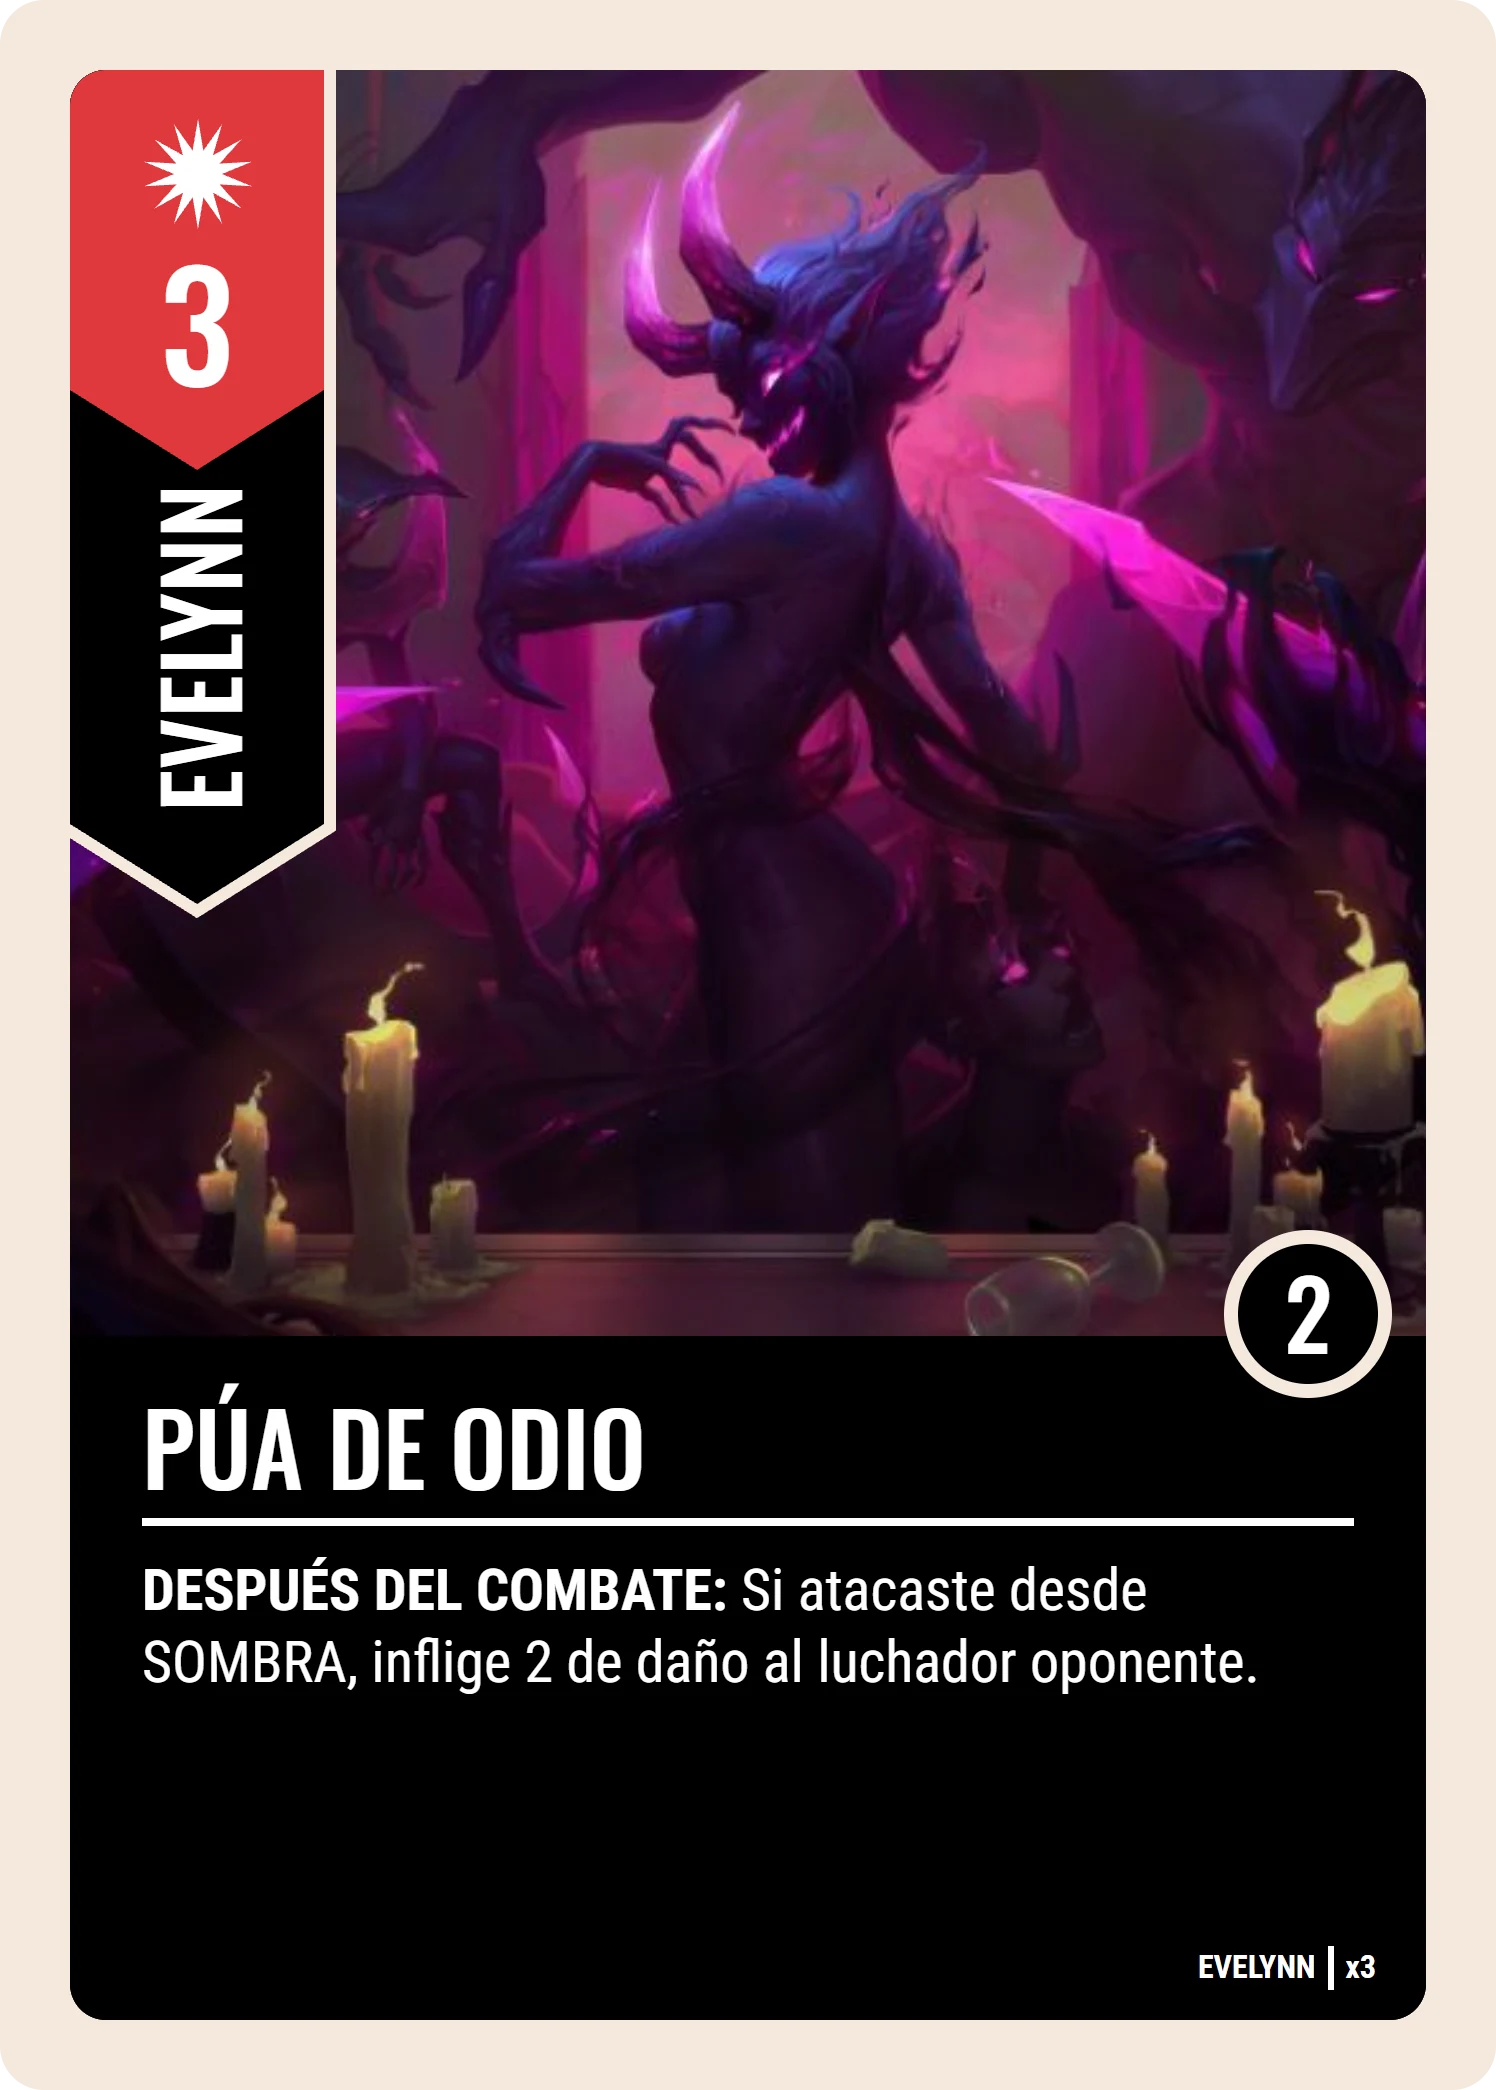 3
EVELYNN
2
PÚA DE ODIO
DESPUÉS DEL COMBATE: Si atacaste desde
SOMBRA, inflige 2 de daño al luchador oponente.
EVELYNN | x3